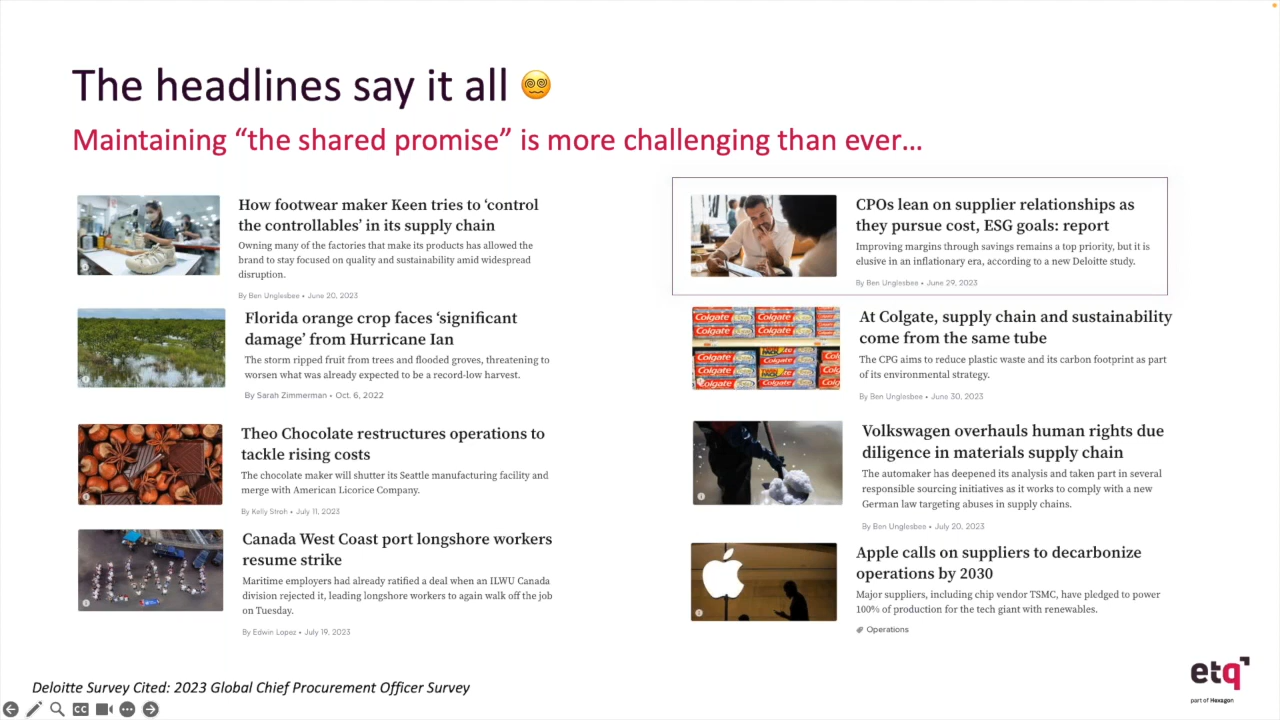 The headlines say it all
Maintaining “the shared promise” is more challenging than ever…
How footwear maker Keen tries to ‘control
the controllables’ in its supply chain
Owning many of the factories that make its products has allowed the
brand to stay focused on quality and sustainability amid widespread
disruption.
By Ben Unglesbee • June 20, 2023
Florida orange crop faces ‘significant
damage’ from Hurricane Ian
The storm ripped fruit from trees and flooded groves, threatening to
worsen what was already expected to be a record-low harvest.
By Sarah Zimmerman • Oct. 6, 2022
Theo Chocolate restructures operations to
tackle rising costs
The chocolate maker will shutter its Seattle manufacturing facility and
merge with American Licorice Company.
By Kelly Stroh • July 11, 2023
Canada West Coast port longshore workers
resume strike
Maritime employers had already ratified a deal when an ILWU Canada
division rejected it, leading longshore workers to again walk off the job
on Tuesday.
By Edwin Lopez • July 19, 2023
CPOs lean on supplier relationships as
they pursue cost, ESG goals: report
Improving margins through savings remains a top priority, but it is
elusive in an inflationary era, according to a new Deloitte study.
By Ben Unglesbee • June 29, 2023
Colgate Colgate
Colgate Colgate
Colgate Colgate
At Colgate, supply chain and sustainability
come from the same tube
The CPG aims to reduce plastic waste and its carbon footprint as part
of its environmental strategy.
By Ben Unglesbee • June 30, 2023
Volkswagen overhauls human rights due
diligence in materials supply chain
The automaker has deepened its analysis and taken part in several
responsible sourcing initiatives as it works to comply with a new
German law targeting abuses in supply chains.
By Ben Unglesbee • July 20, 2023
Apple calls on suppliers to decarbonize
operations by 2030
Major suppliers, including chip vendor TSMC, have pledged to power
100% of production for the tech giant with renewables.
Operations
Deloitte Survey Cited: 2023 Global Chief Procurement Officer Survey
CC
etq
part of Hexagon